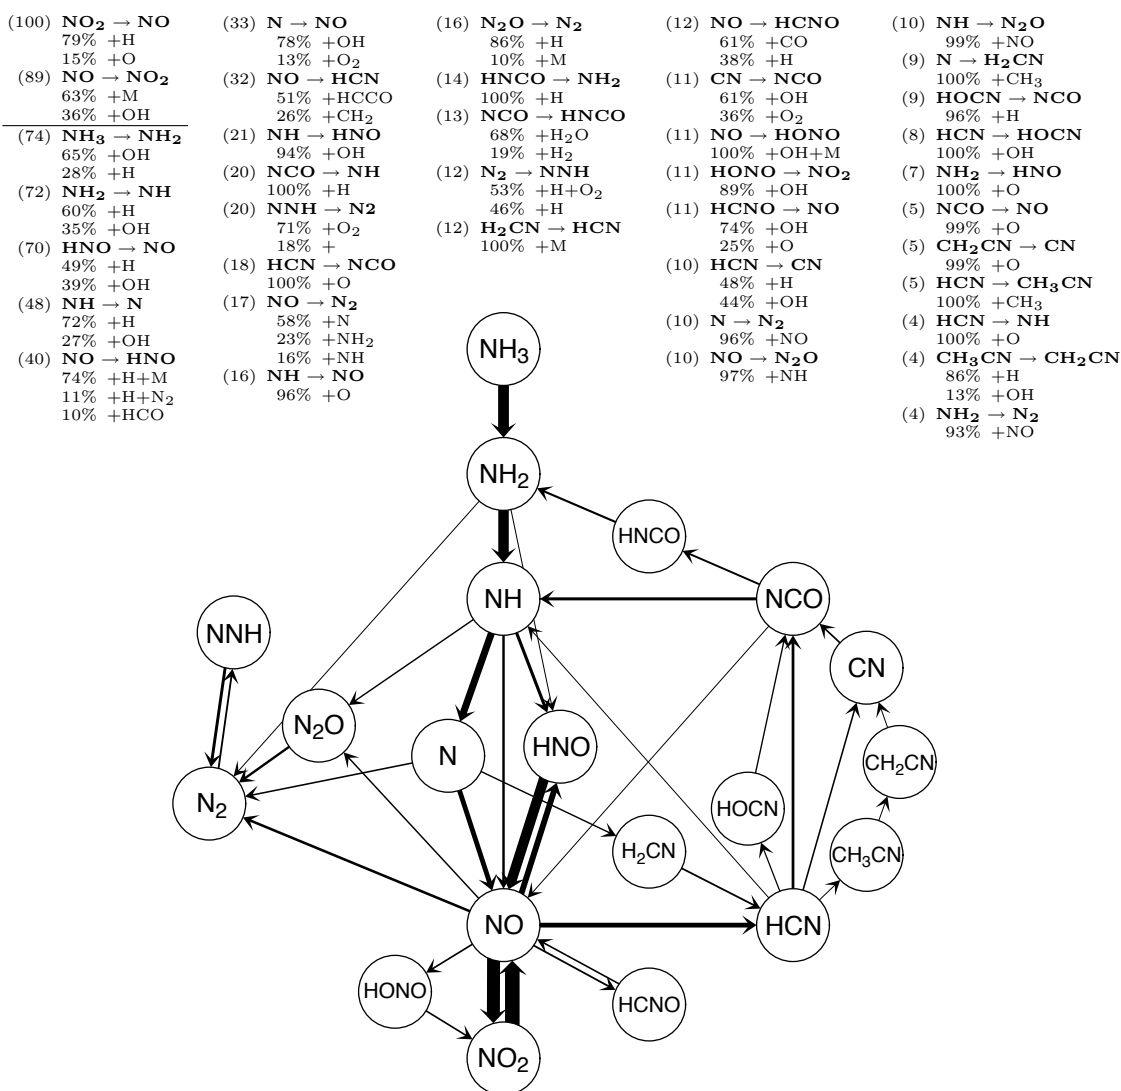 (100) NO₂ → NO
79% +H
15% +O
(89) NO → NO₂
63% +M
36% +OH
(74) NH₃ → NH₂
65% +OH
28% +H
(72) NH₂ → NH
60% +H
35% +OH
(70) HNO → NO
49% +H
39% +OH
(48) NH → N
72% +H
27% +OH
(40) NO → HNO
74% +H+M
11% +H+N₂
10% +HCO
(33) N → NO
78% +OH
13% +O₂
(32) NO → HCN
51% +HCCO
26% +CH₂
(21) NH → HNO
94% +OH
(20) NCO → NH
100% +H
(20) NNH → N2
71% +O₂
18% +
(18) HCN → NCO
100% +O
(17) NO → N₂
58% +N
23% +NH₂
16% +NH
(16) NH → NO
96% +O
(16) N₂O → N₂
86% +H
10% +M
(14) HNCO → NH₂
100% +H
(13) NCO → HNCO
68% +H₂O
19% +H₂
(12) N₂ → NNH
53% +H+O₂
46% +H
(12) H₂CN → HCN
100% +M
(12) NO → HCNO
61% +CO
38% +H
(11) CN → NCO
61% +OH
36% +O₂
(11) NO → HONO
100% +OH+M
(11) HONO → NO₂
89% +OH
(11) HCNO → NO
74% +OH
25% +O
(10) HCN → CN
48% +H
44% +OH
(10) N → N₂
96% +NO
(10) NO → N₂O
97% +NH
(10) NH → N₂O
99% +NO
(9) N → H₂CN
100% +CH₃
(9) HOCN → NCO
96% +H
(8) HCN → HOCN
100% +OH
(7) NH₂ → HNO
100% +O
(5) NCO → NO
99% +O
(5) CH₂CN → CN
99% +O
(5) HCN → CH₃CN
100% +CH₃
(4) HCN → NH
100% +O
(4) CH₃CN → CH₂CN
86% +H
13% +OH
(4) NH₂ → N₂
93% +NO
NH₃
NH₂
HNCO
NH
NCO
NNH
CN
N₂O
N
HNO
CH₂CN
N₂
HOCN
H₂CN
CH₃CN
NO
HCN
HONO
HCNO
NO₂